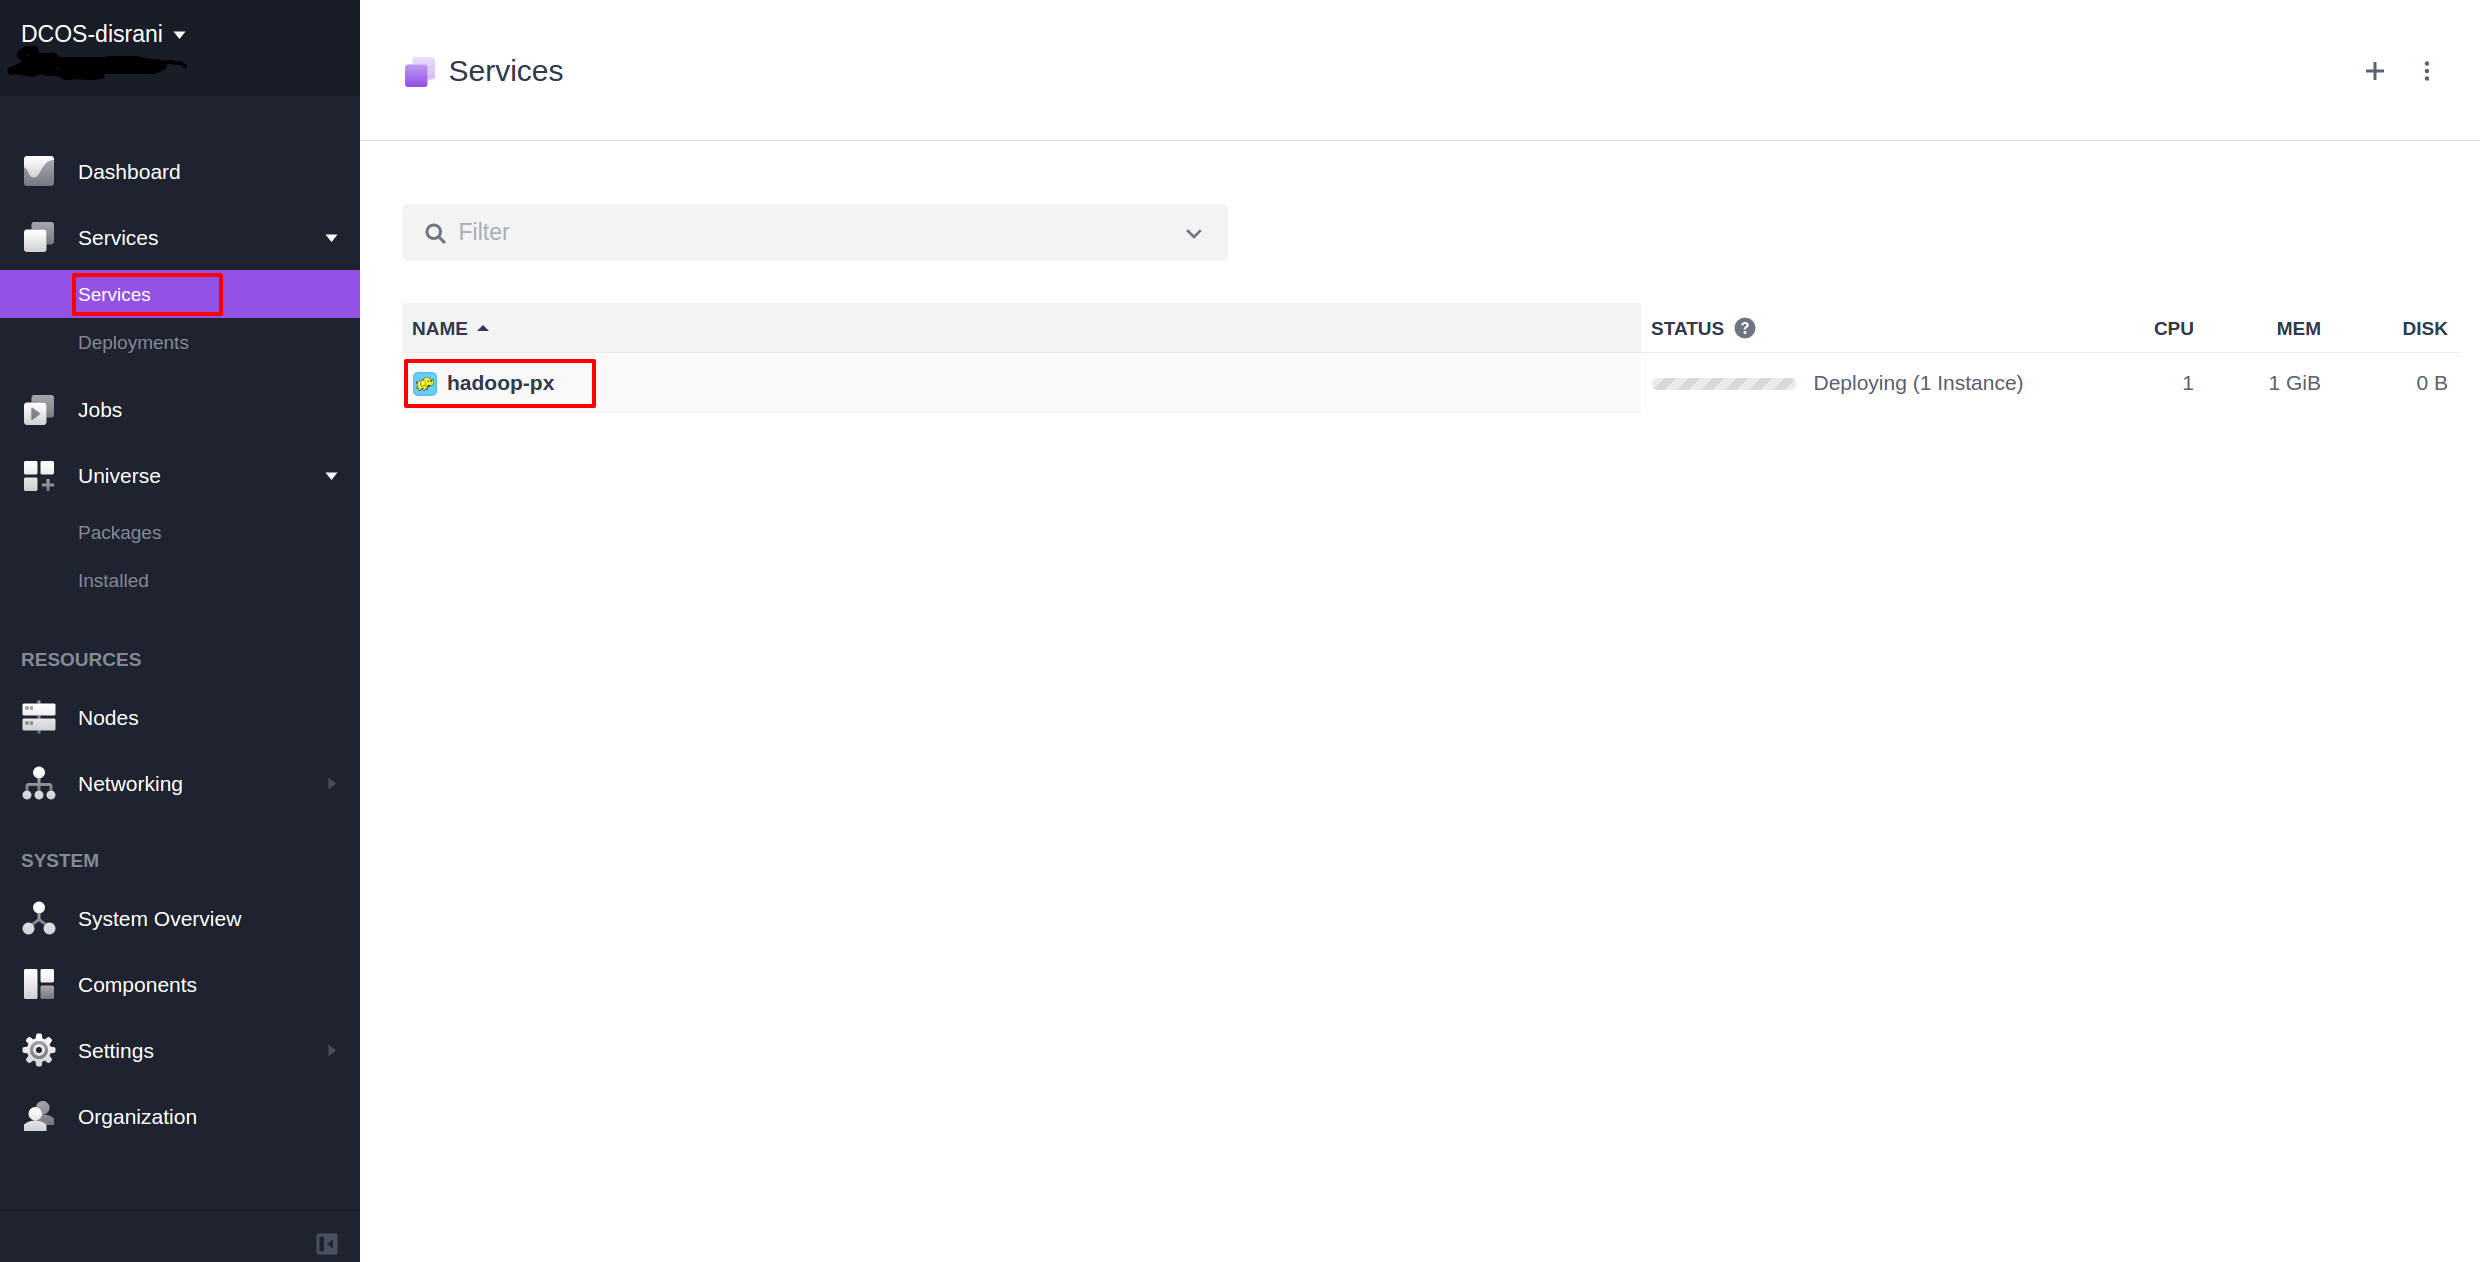 DCOS-disrani
Dashboard
Services
Services
Deployments
Jobs
Universe
Packages
Installed
RESOURCES
Nodes
Networking
SYSTEM
System Overview
Components
Settings
Organization
Services
Filter
NAME STATUS ? CPU MEM DISK
hadoop-px Deploying (1 Instance) 1 1 GiB 0 B